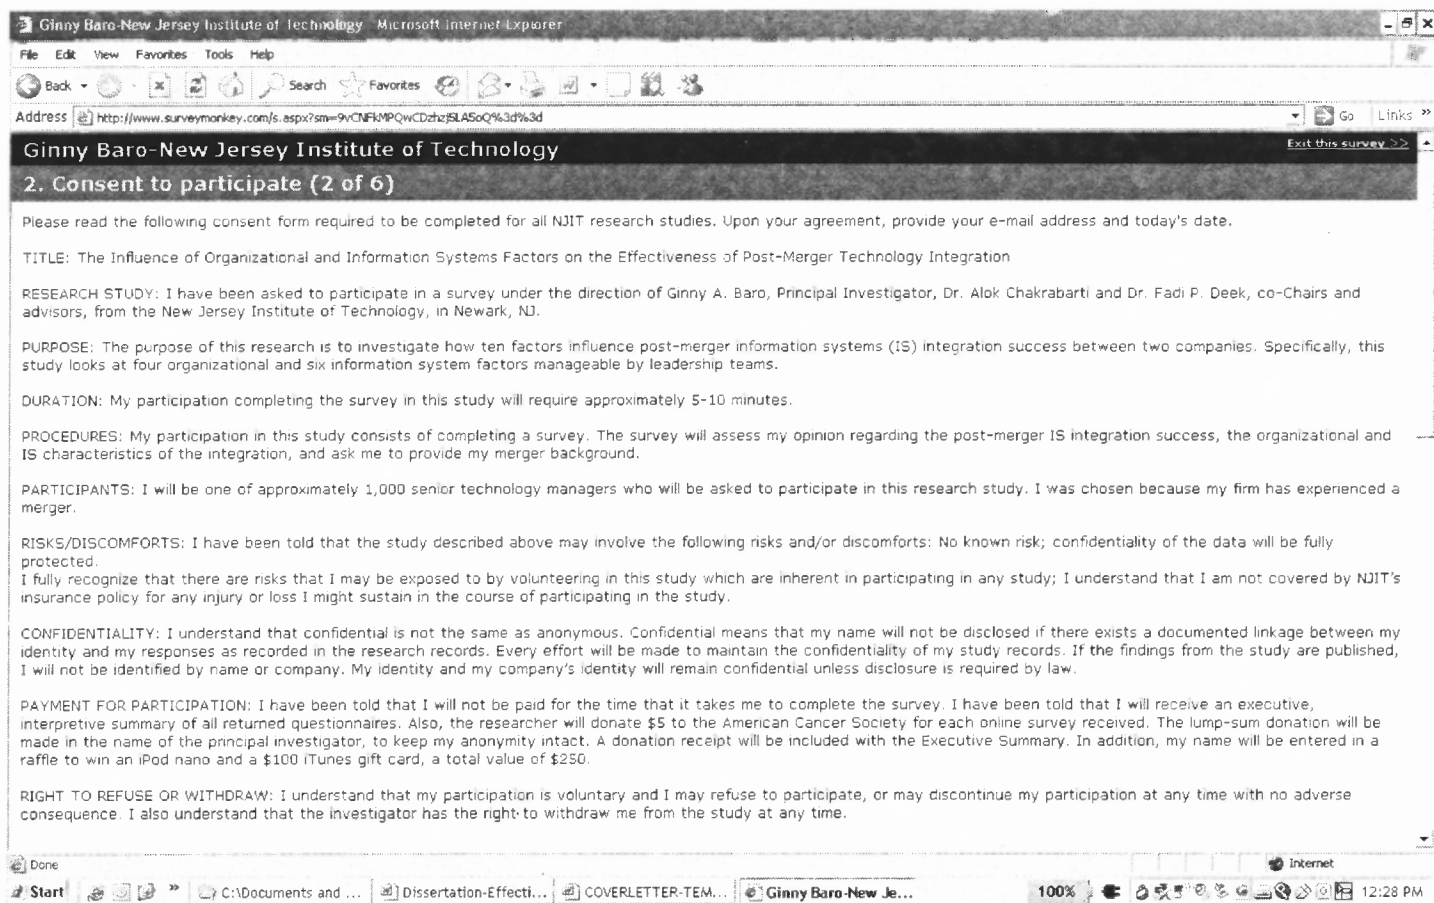 Ginny Baro-New Jersey Institute of Technology Microsoft Internet Explorer
File Edit View Favorites Tools Help
Back Search Favorites
Address http://www.surveymonkey.com/s.aspx?sm=9vCNFkMPQwCDzhzj5LASoQ%3d%3d Go Links »
Ginny Baro-New Jersey Institute of Technology Exit this survey >>
2. Consent to participate (2 of 6)
Please read the following consent form required to be completed for all NJIT research studies. Upon your agreement, provide your e-mail address and today's date.
TITLE: The Influence of Organizational and Information Systems Factors on the Effectiveness of Post-Merger Technology Integration
RESEARCH STUDY: I have been asked to participate in a survey under the direction of Ginny A. Baro, Principal Investigator, Dr. Alok Chakrabarti and Dr. Fadi P. Deek, co-Chairs and
advisors, from the New Jersey Institute of Technology, in Newark, NJ.
PURPOSE: The purpose of this research is to investigate how ten factors influence post-merger information systems (IS) integration success between two companies. Specifically, this
study looks at four organizational and six information system factors manageable by leadership teams.
DURATION: My participation completing the survey in this study will require approximately 5-10 minutes.
PROCEDURES: My participation in this study consists of completing a survey. The survey will assess my opinion regarding the post-merger IS integration success, the organizational and
IS characteristics of the integration, and ask me to provide my merger background.
PARTICIPANTS: I will be one of approximately 1,000 senior technology managers who will be asked to participate in this research study. I was chosen because my firm has experienced a
merger.
RISKS/DISCOMFORTS: I have been told that the study described above may involve the following risks and/or discomforts: No known risk; confidentiality of the data will be fully
protected.
I fully recognize that there are risks that I may be exposed to by volunteering in this study which are inherent in participating in any study; I understand that I am not covered by NJIT's
insurance policy for any injury or loss I might sustain in the course of participating in the study.
CONFIDENTIALITY: I understand that confidential is not the same as anonymous. Confidential means that my name will not be disclosed if there exists a documented linkage between my
identity and my responses as recorded in the research records. Every effort will be made to maintain the confidentiality of my study records. If the findings from the study are published,
I will not be identified by name or company. My identity and my company's identity will remain confidential unless disclosure is required by law.
PAYMENT FOR PARTICIPATION: I have been told that I will not be paid for the time that it takes me to complete the survey. I have been told that I will receive an executive,
interpretive summary of all returned questionnaires. Also, the researcher will donate $5 to the American Cancer Society for each online survey received. The lump-sum donation will be
made in the name of the principal investigator, to keep my anonymity intact. A donation receipt will be included with the Executive Summary. In addition, my name will be entered in a
raffle to win an iPod nano and a $100 iTunes gift card, a total value of $250.
RIGHT TO REFUSE OR WITHDRAW: I understand that my participation is voluntary and I may refuse to participate, or may discontinue my participation at any time with no adverse
consequence. I also understand that the investigator has the right to withdraw me from the study at any time.
Done Internet
Start » C:\Documents and ... Dissertation-Effecti... COVERLETTER-TEM... Ginny Baro-New Je... 100% 12:28 PM